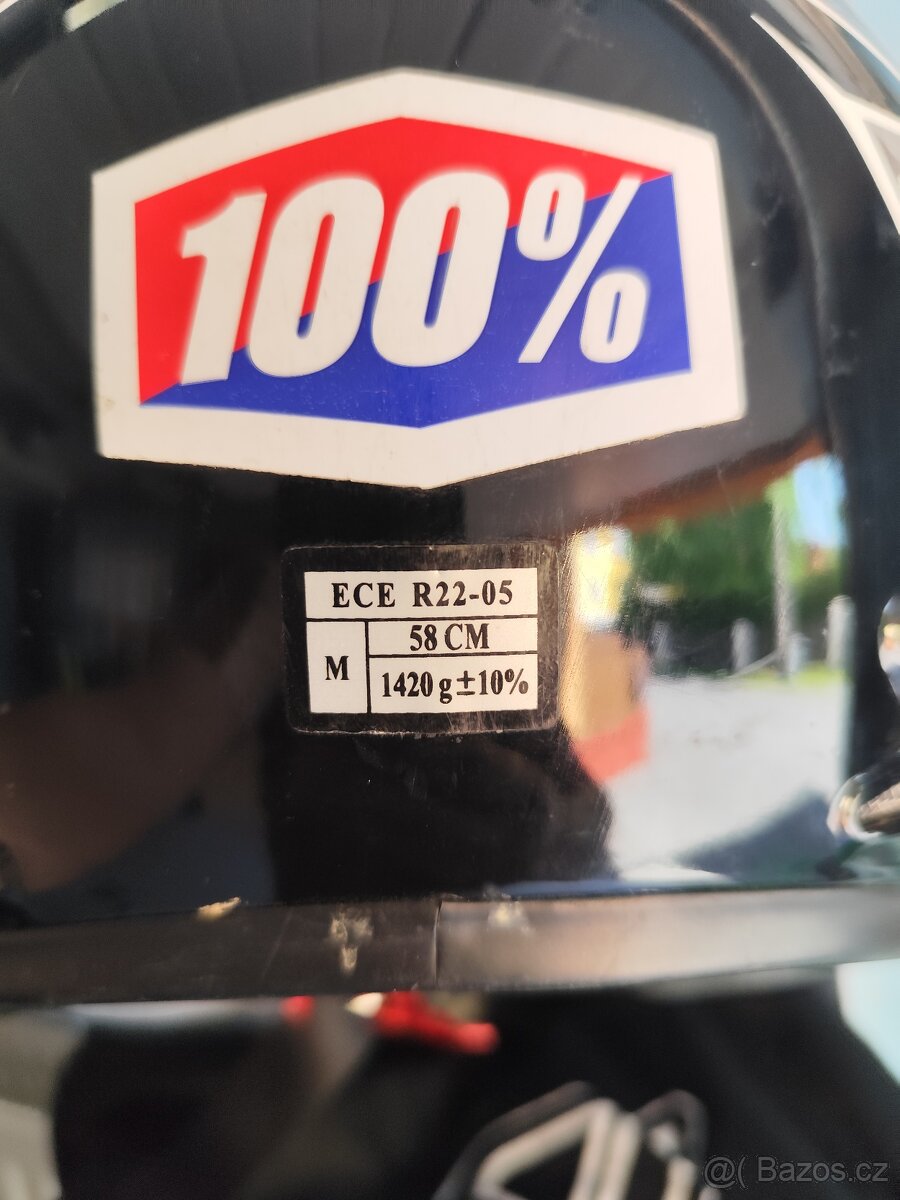 100%
ECE R22-05
M
58 CM
1420 g ±10%
@( Bazos.cz